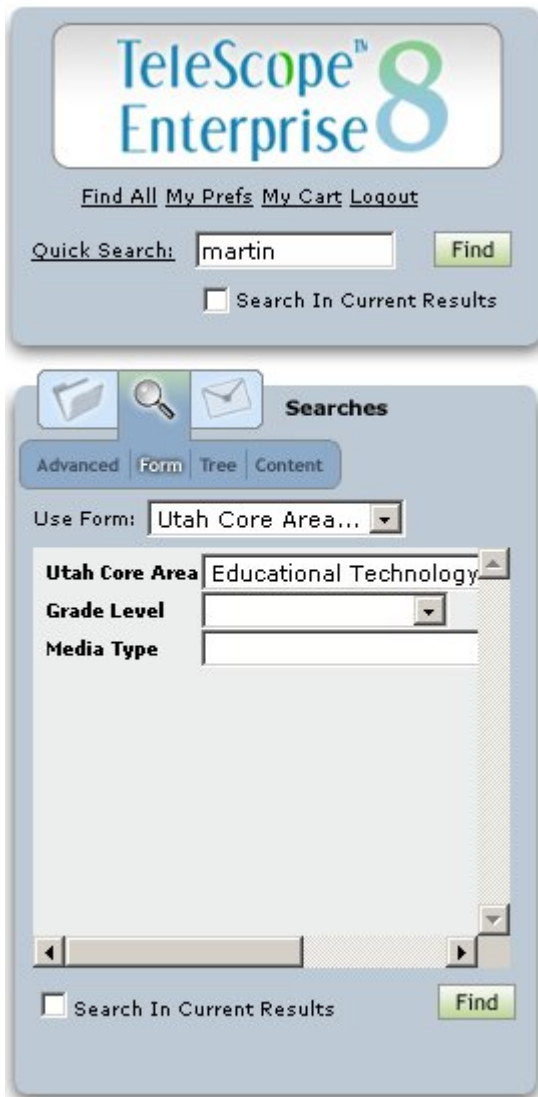 TeleScope™
Enterprise 8
Find All My Prefs My Cart Logout
Quick Search: martin Find
Search In Current Results
Searches
Advanced Form Tree Content
Use Form: Utah Core Area...
Utah Core Area Educational Technology
Grade Level
Media Type
Search In Current Results Find